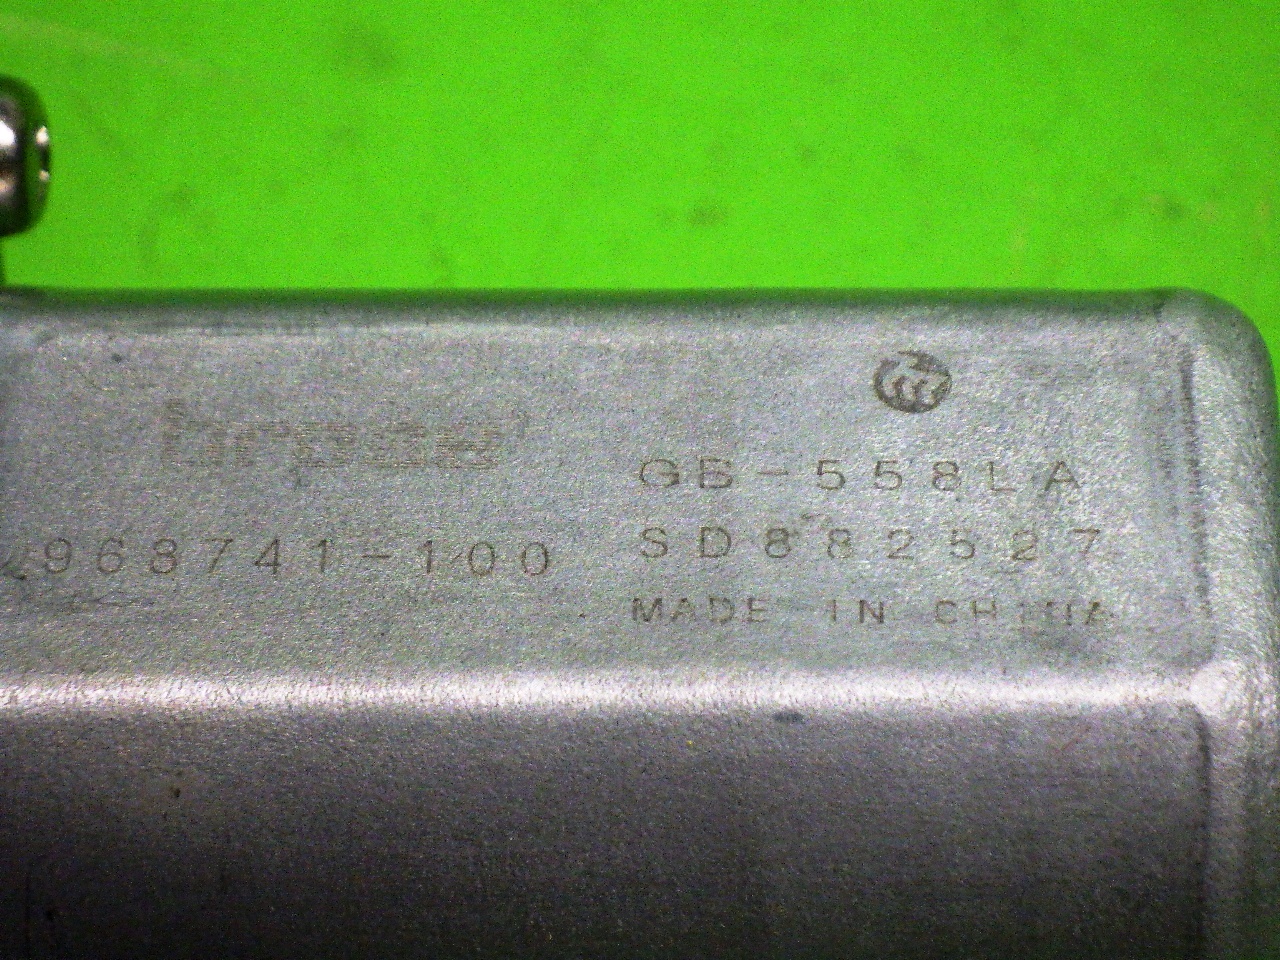 brose
968741-100
GB-558LA
SD882527
MADE IN CHINA